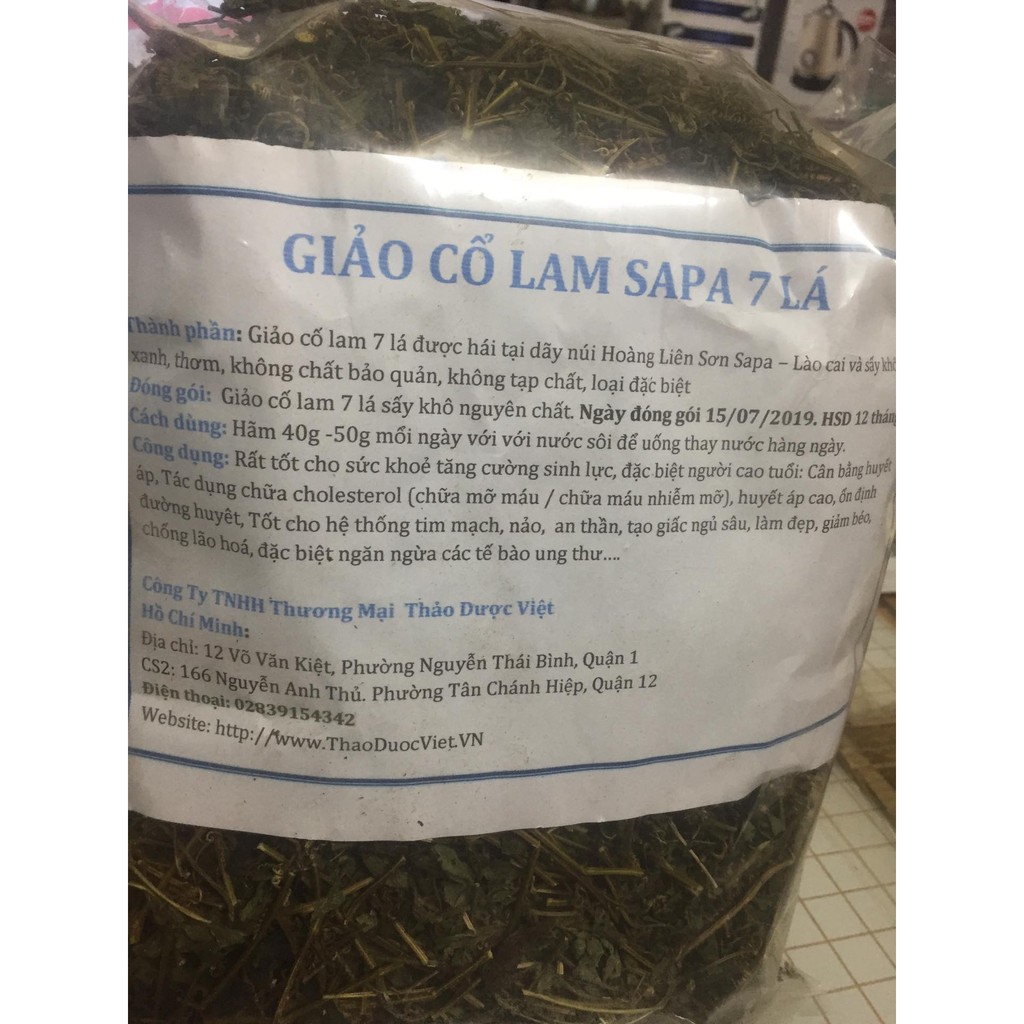 GIẢO CỔ LAM SAPA 7 LÁ
Thành phần: Giảo cố lam 7 lá được hái tại dãy núi Hoàng Liên Sơn Sapa – Lào cai và sấy khô
xanh, thơm, không chất bảo quản, không tạp chất, loại đặc biệt
Đóng gói: Giảo cố lam 7 lá sấy khô nguyên chất. Ngày đóng gói 15/07/2019. HSD 12 tháng
Cách dùng: Hãm 40g -50g mổi ngày với với nước sôi để uống thay nước hàng ngày.
Công dụng: Rất tốt chọ sức khoẻ tăng cường sinh lực, đặc biệt người cao tuổi: Cân bằng huyết
áp, Tác dụng chữa cholesterol (chữa mỡ máu / chữa máu nhiễm mỡ), huyết áp cao, ổn định
đường huyêt, Tốt cho hệ thống tim mạch, nảo, an thần, tạo giấc ngủ sâu, làm đẹp, giảm béo,
chống lão hoá, đặc biệt ngăn ngừa các tế bào ung thư....
Công Ty TNHH Thương Mại Thảo Dược Việt
Hồ Chí Minh:
Địa chỉ: 12 Võ Văn Kiệt, Phường Nguyễn Thái Bình, Quận 1
CS2: 166 Nguyễn Anh Thủ. Phường Tân Chánh Hiệp, Quận 12
Điện thoại: 02839154342
Website: http://www.ThaoDuocViet.VN